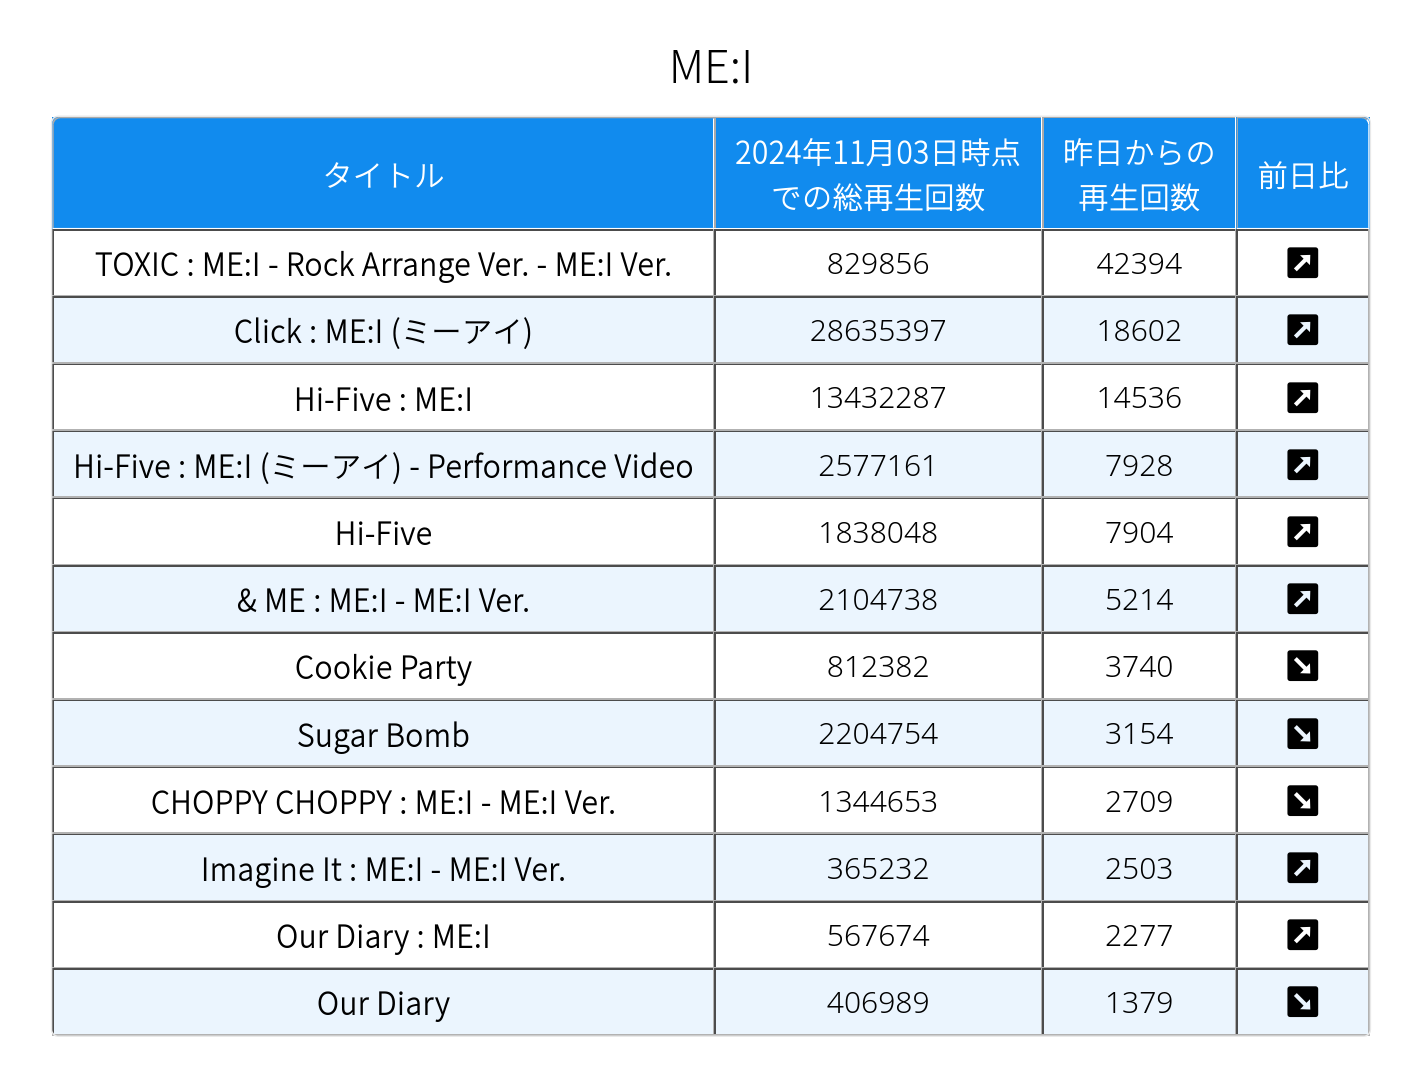 ME:I
タイトル 2024年11月03日時点での総再生回数 昨日からの再生回数 前日比
TOXIC : ME:I - Rock Arrange Ver. - ME:I Ver. 829856 42394 ↗
Click : ME:I (ミーアイ) 28635397 18602 ↗
Hi-Five : ME:I 13432287 14536 ↗
Hi-Five : ME:I (ミーアイ) - Performance Video 2577161 7928 ↗
Hi-Five 1838048 7904 ↗
& ME : ME:I - ME:I Ver. 2104738 5214 ↗
Cookie Party 812382 3740 ↘
Sugar Bomb 2204754 3154 ↘
CHOPPY CHOPPY : ME:I - ME:I Ver. 1344653 2709 ↘
Imagine It : ME:I - ME:I Ver. 365232 2503 ↗
Our Diary : ME:I 567674 2277 ↗
Our Diary 406989 1379 ↘